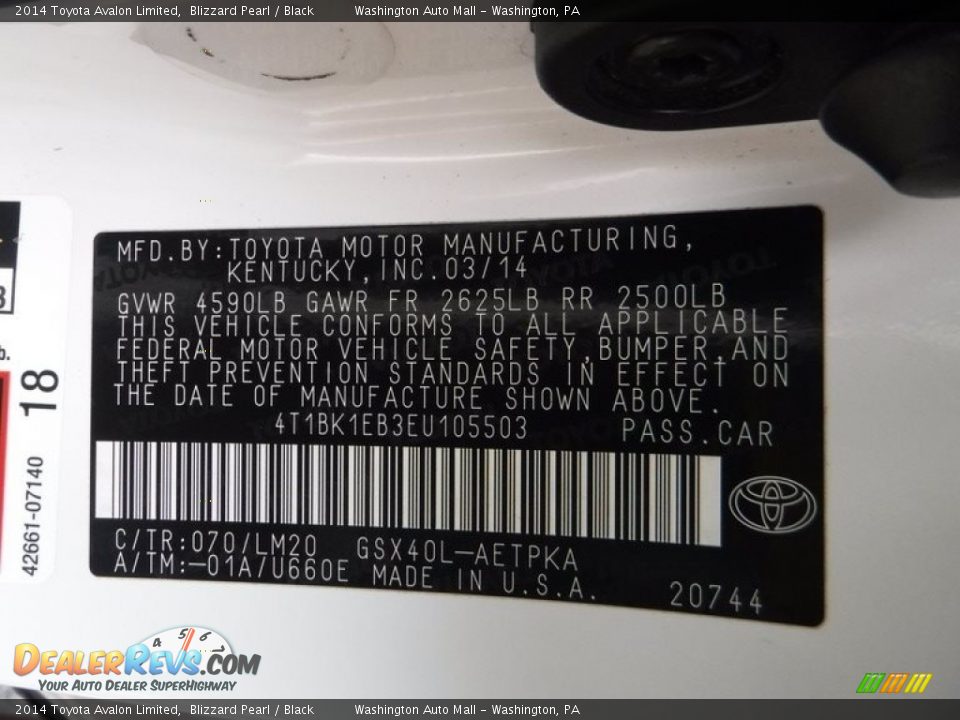 2014 Toyota Avalon Limited, Blizzard Pearl / Black Washington Auto Mall - Washington, PA
MFD.BY:TOYOTA MOTOR MANUFACTURING,
KENTUCKY,INC.03/14
GVWR 4590LB GAWR FR 2625LB RR 2500LB
THIS VEHICLE CONFORMS TO ALL APPLICABLE
FEDERAL MOTOR VEHICLE SAFETY,BUMPER,AND
THEFT PREVENTION STANDARDS IN EFFECT ON
THE DATE OF MANUFACTURE SHOWN ABOVE.
4T1BK1EB3EU105503 PASS.CAR
C/TR:070/LM20 GSX40L-AETPKA
A/TM:-01A/U660E MADE IN U.S.A.
20744
18
42661-07140
4 5 6
DEALERREVS.COM
YOUR AUTO DEALER SUPERHIGHWAY
2014 Toyota Avalon Limited, Blizzard Pearl / Black Washington Auto Mall - Washington, PA